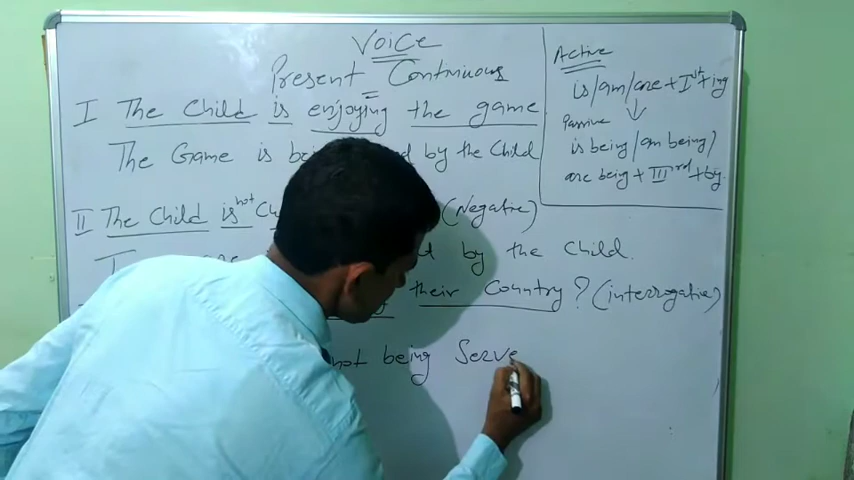 Voice
Present Continuous
I The Child is enjoying the game
The Game is by the Child
II The Child is not (Negative)
by the Child.
their Country? (interrogative)
not being Serve
Active
is/am/are + Ist + ing
Passive
is being/am being/
are being + IIIrd + by